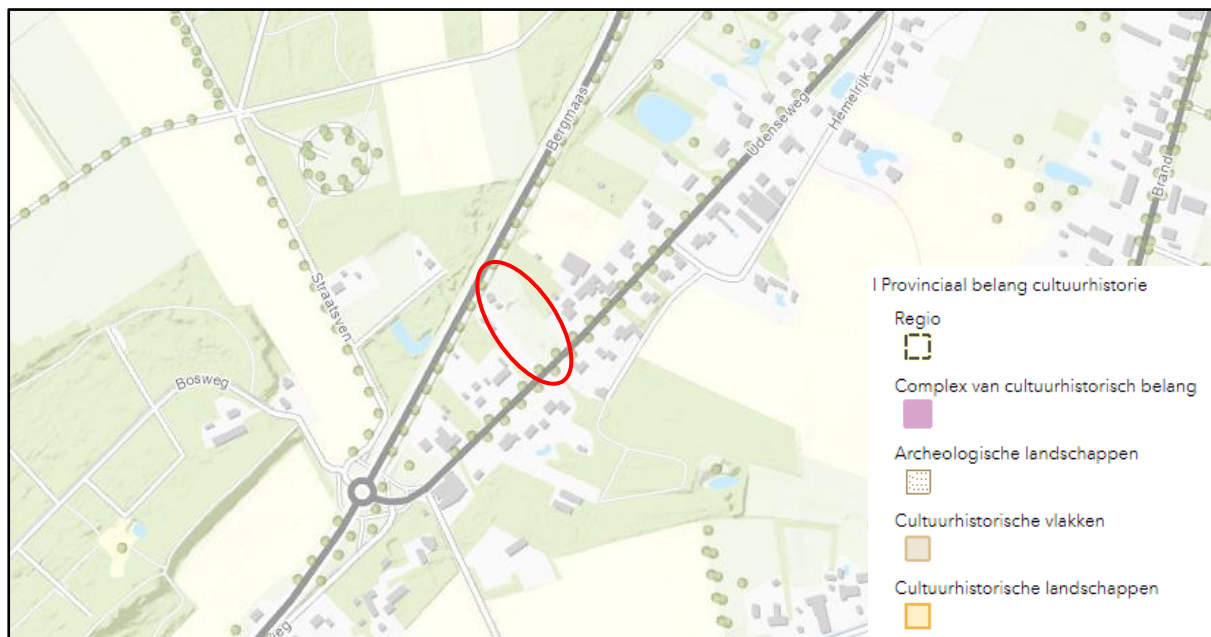 Bergmaas
Udenseweg
Hemelrijk
Brand
Straatsven
Bosweg
eg
l Provinciaal belang cultuurhistorie
Regio
Complex van cultuurhistorisch belang
Archeologische landschappen
Cultuurhistorische vlakken
Cultuurhistorische landschappen